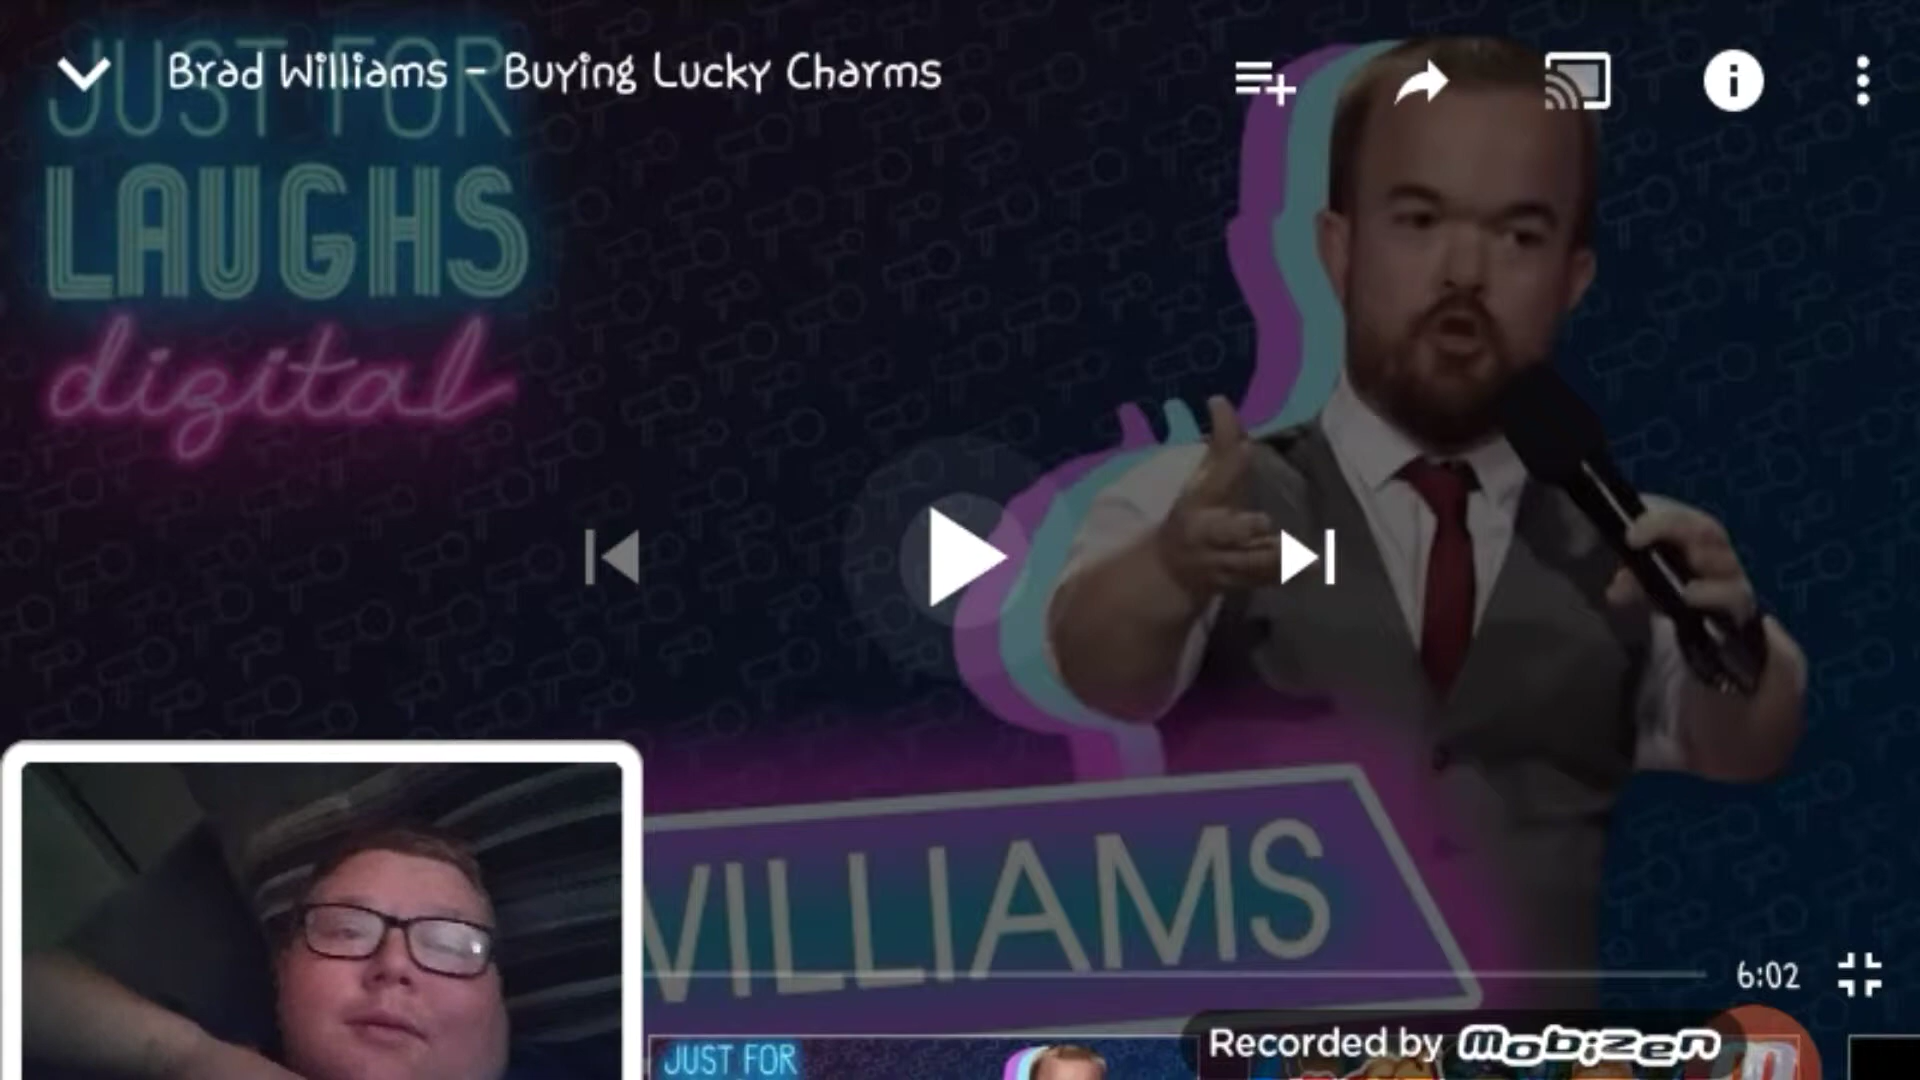 Brad Williams - Buying Lucky Charms
JUST FOR
LAUGHS
digital
WILLIAMS
6:02
Recorded by Mobizen
JUST FOR